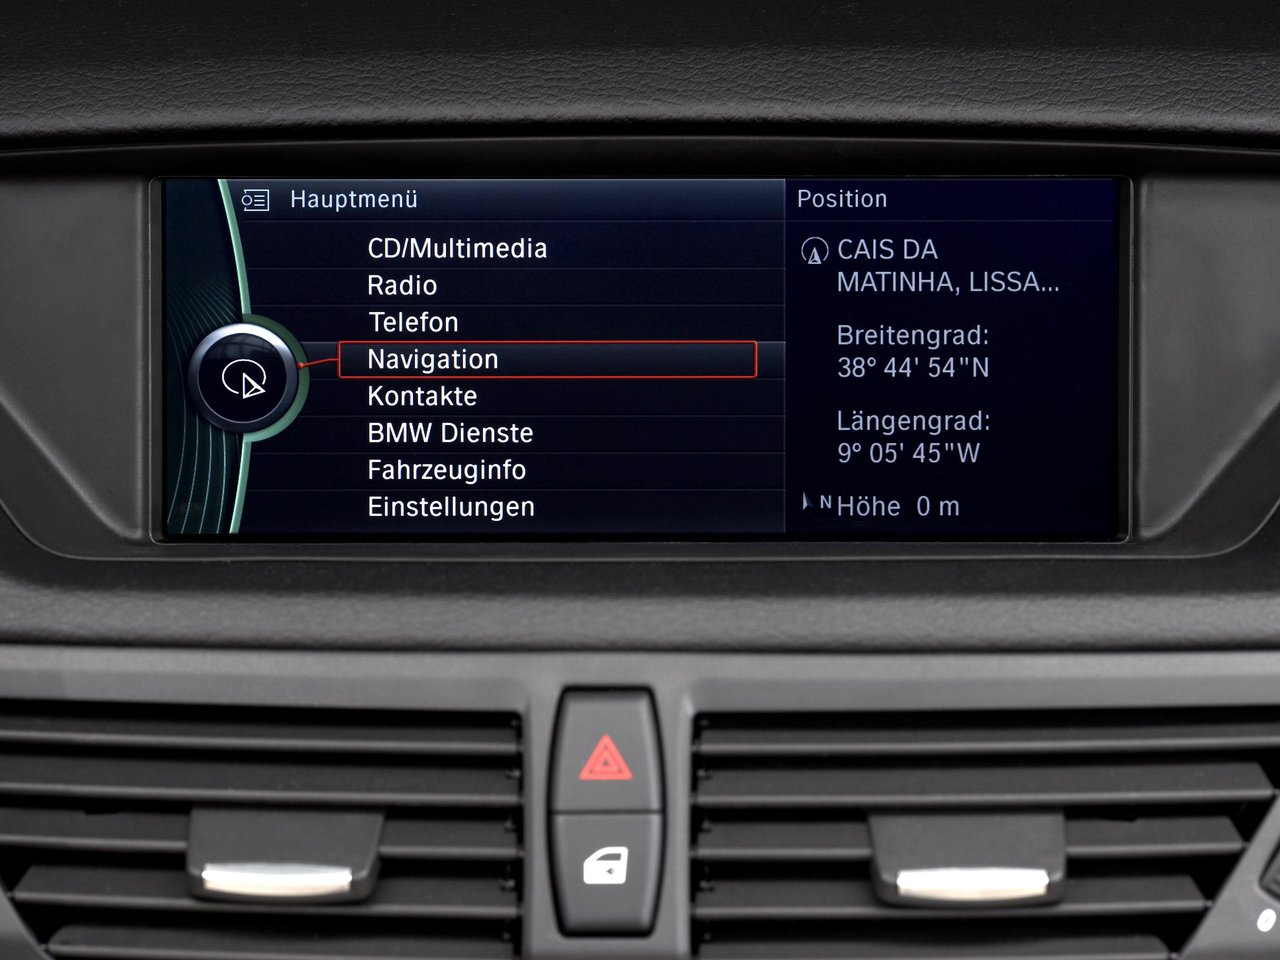 Hauptmenü
CD/Multimedia
Radio
Telefon
Navigation
Kontakte
BMW Dienste
Fahrzeuginfo
Einstellungen
Position
CAIS DA
MATINHA, LISSA...
Breitengrad:
38° 44' 54"N
Längengrad:
9° 05' 45"W
N Höhe 0 m